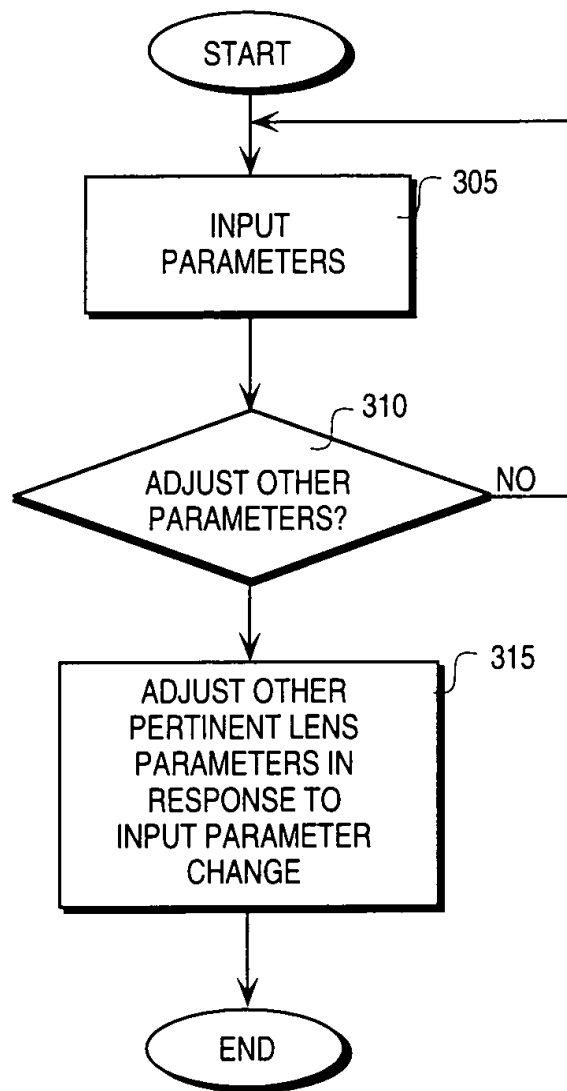 START
305
INPUT
PARAMETERS
310
ADJUST OTHER
PARAMETERS?
NO
315
ADJUST OTHER
PERTINENT LENS
PARAMETERS IN
RESPONSE TO
INPUT PARAMETER
CHANGE
END